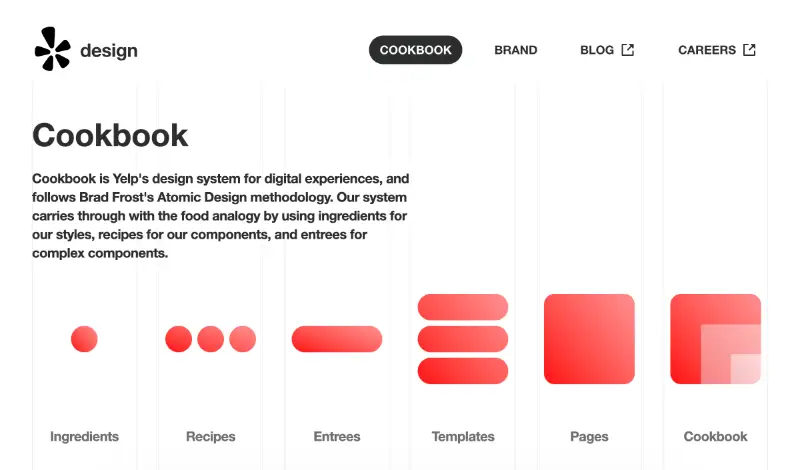 design
COOKBOOK
BRAND
BLOG
CAREERS
Cookbook
Cookbook is Yelp's design system for digital experiences, and
follows Brad Frost's Atomic Design methodology. Our system
carries through with the food analogy by using ingredients for
our styles, recipes for our components, and entrees for
complex components.
Ingredients
Recipes
Entrees
Templates
Pages
Cookbook